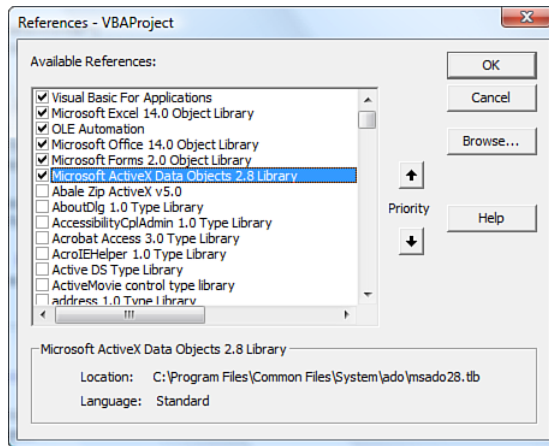 References - VBAProject
Available References:
Visual Basic For Applications
Microsoft Excel 14.0 Object Library
OLE Automation
Microsoft Office 14.0 Object Library
Microsoft Forms 2.0 Object Library
Microsoft ActiveX Data Objects 2.8 Library
Abale Zip ActiveX v5.0
AboutDlg 1.0 Type Library
AccessibilityCplAdmin 1.0 Type Library
Acrobat Access 3.0 Type Library
AcroIEHelper 1.0 Type Library
Active DS Type Library
ActiveMovie control type library
address 1.0 Type Library
OK
Cancel
Browse...
Priority
Help
Microsoft ActiveX Data Objects 2.8 Library
Location: C:\Program Files\Common Files\System\ado\msado28.tlb
Language: Standard